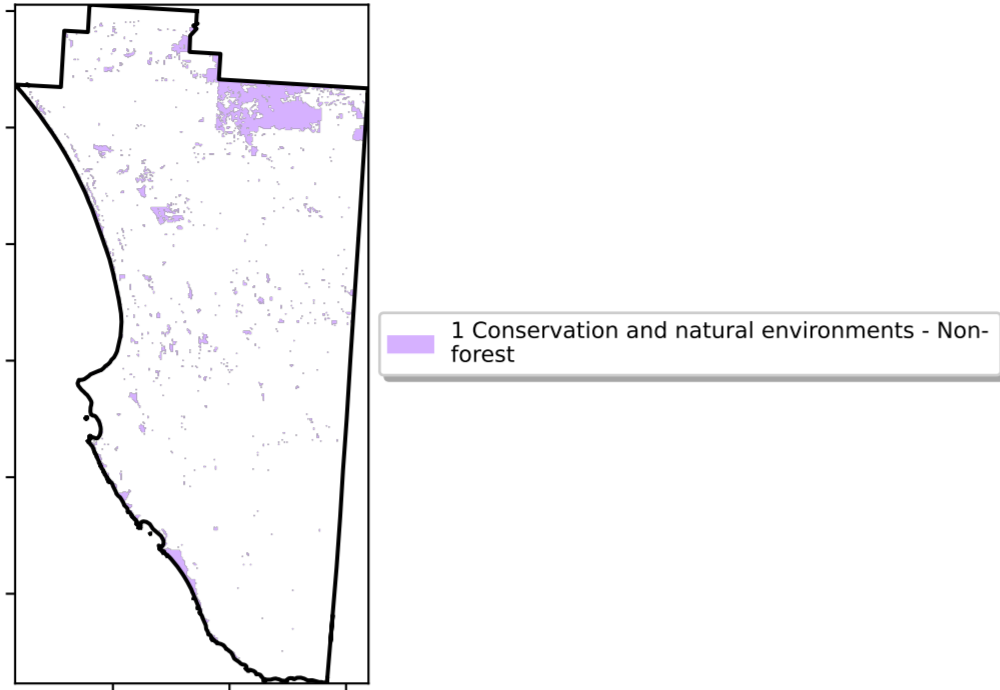 1 Conservation and natural environments - Non-
forest